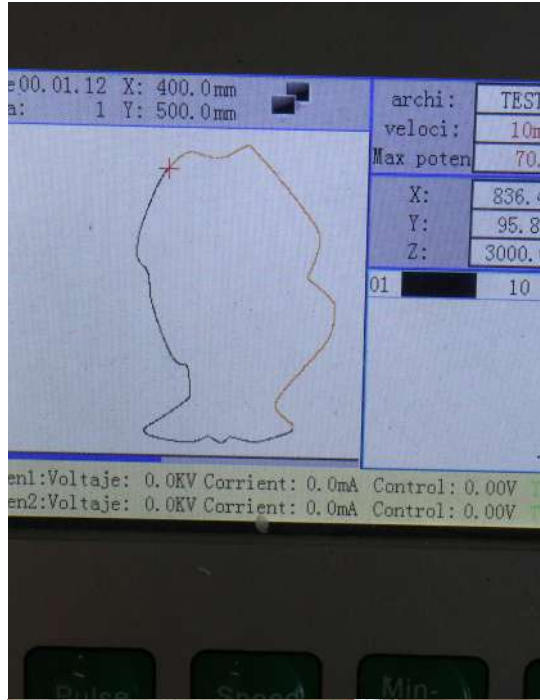 e00.01.12 X: 400.0mm
a: 1 Y: 500.0mm
archi: TEST
veloci: 10m
Max poten 70.
X: 836.4
Y: 95.8
Z: 3000.
01 10
en1:Voltaje: 0.0KV Corrient: 0.0mA Control: 0.00V T
en2:Voltaje: 0.0KV Corrient: 0.0mA Control: 0.00V T
Pulse Speed Min-